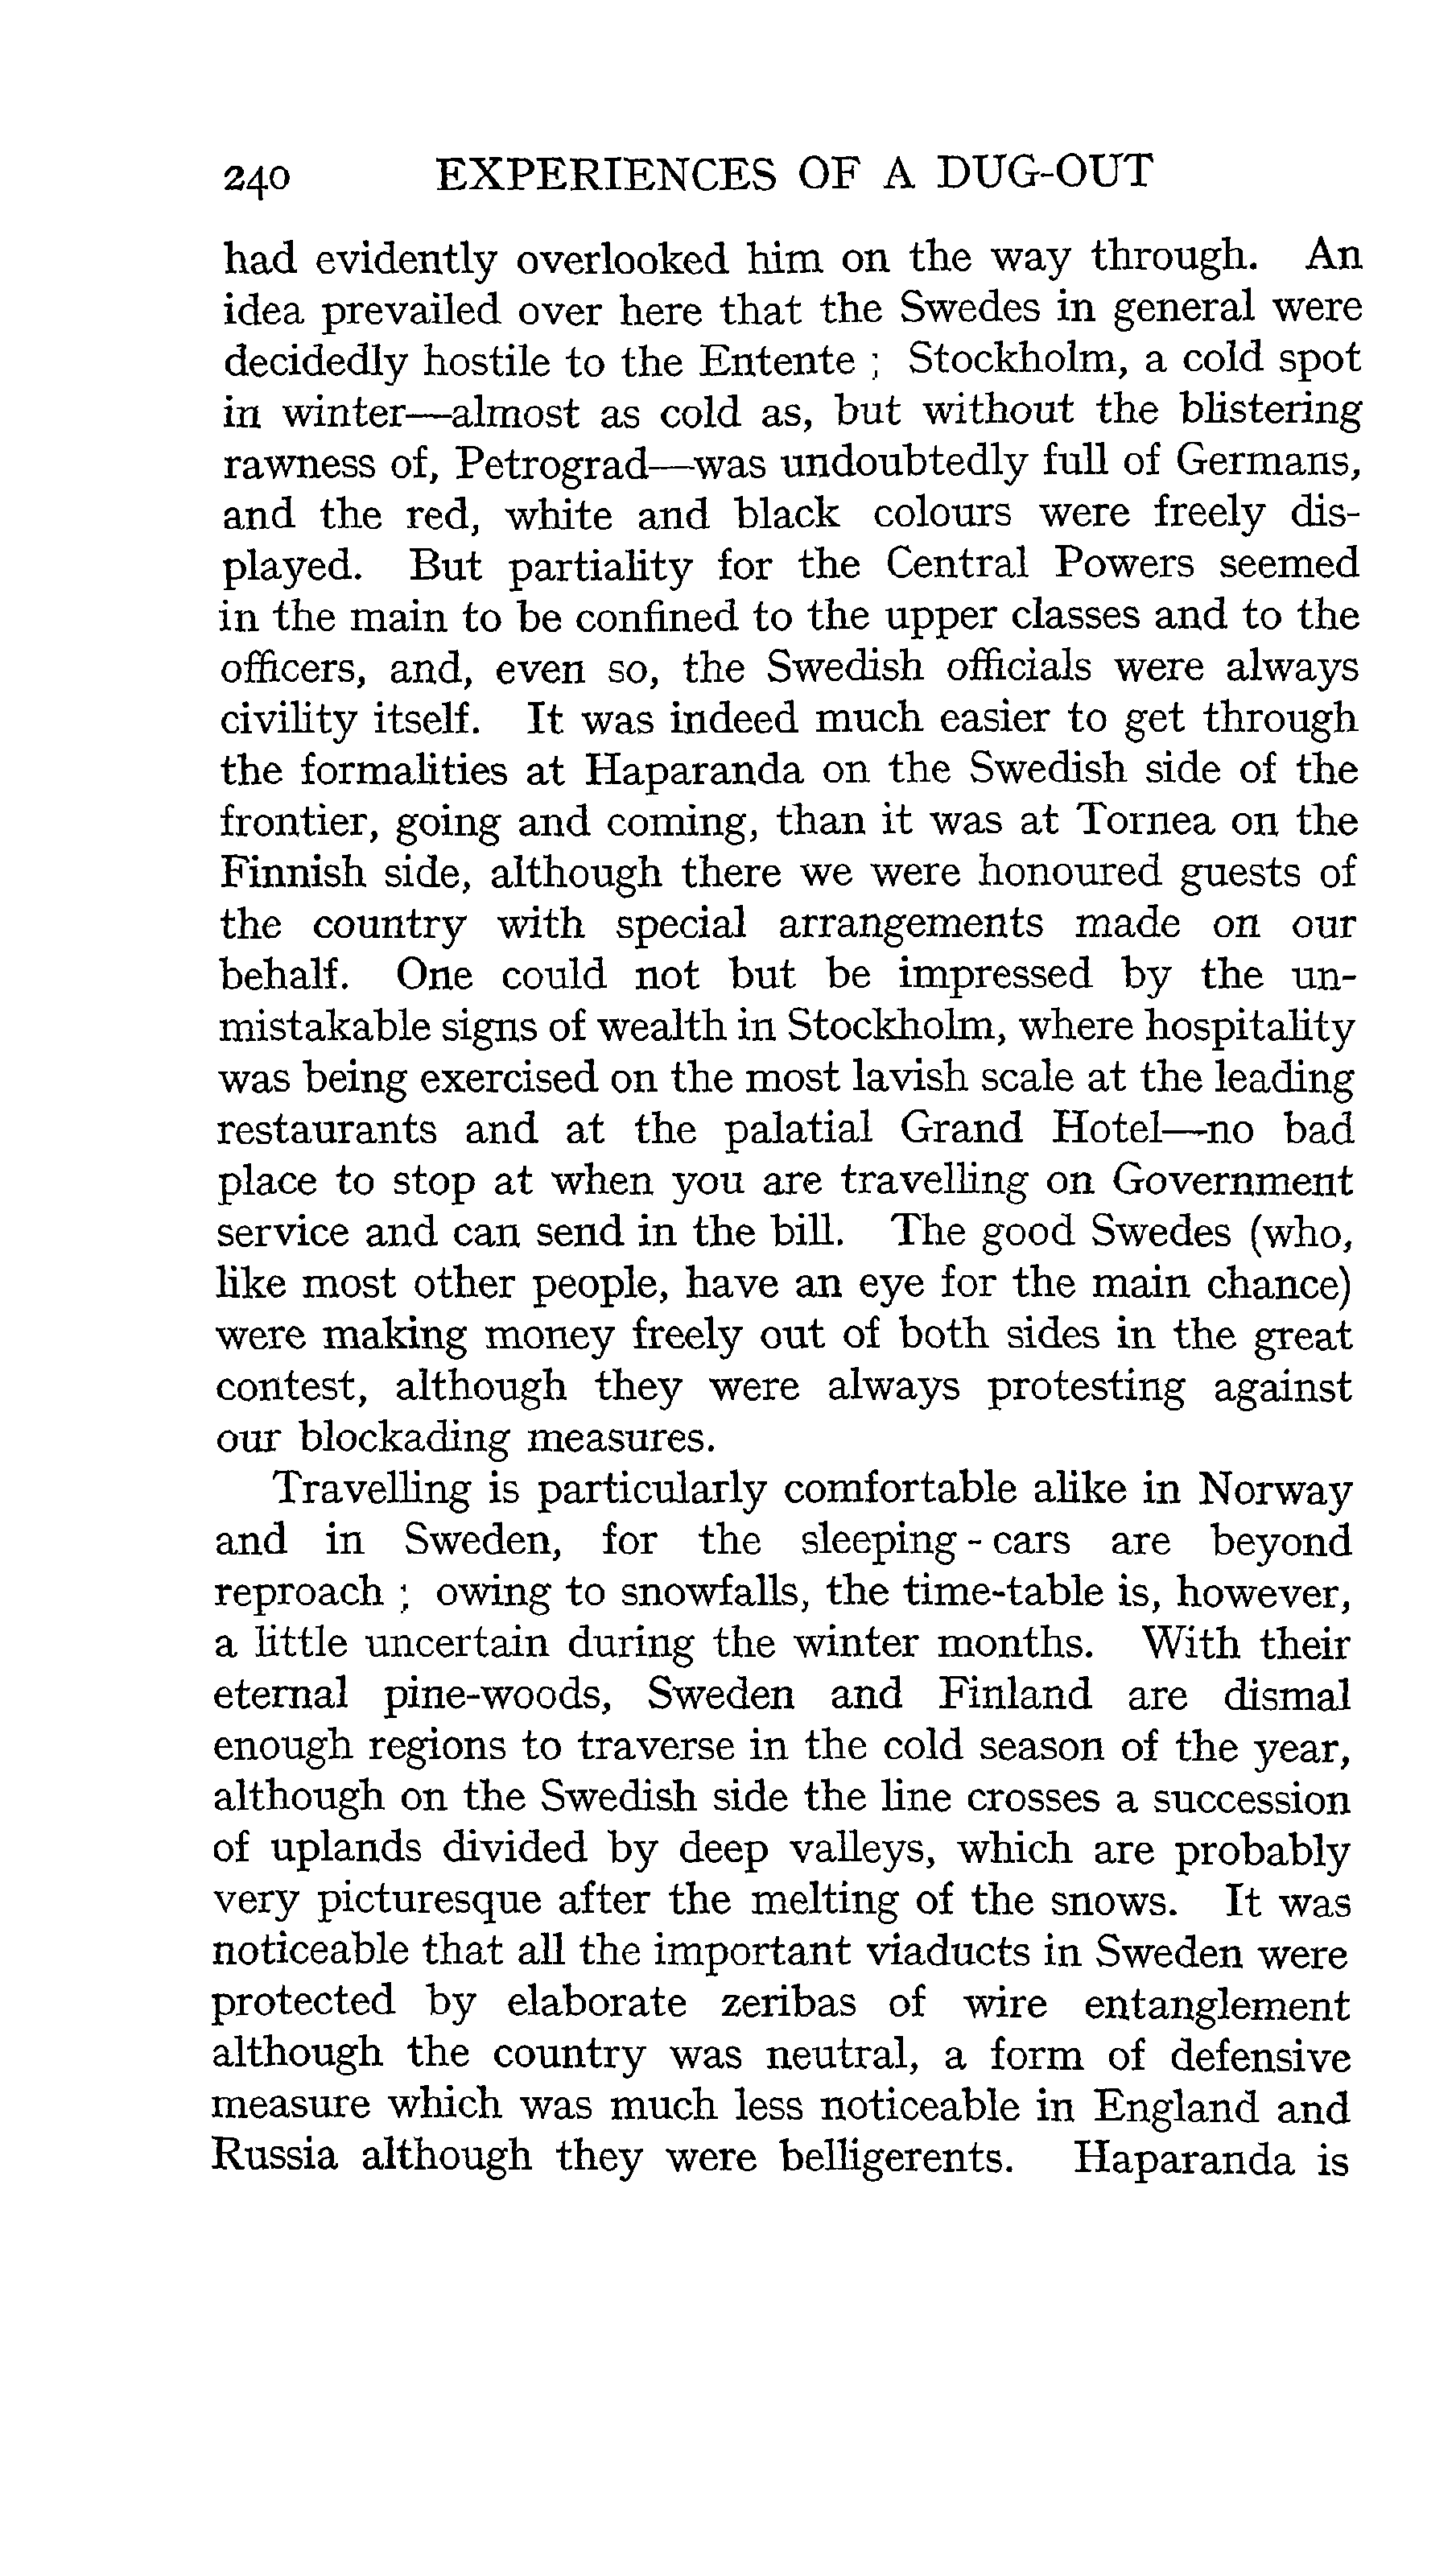 240 EXPERIENCES OF A DUG-OUT
had evidently overlooked him on the way through. An
idea prevailed over here that the Swedes in general were
decidedly hostile to the Entente ; Stockholm, a cold spot
in winter—almost as cold as, but without the blistering
rawness of, Petrograd—was undoubtedly full of Germans,
and the red, white and black colours were freely dis-
played. But partiality for the Central Powers seemed
in the main to be confined to the upper classes and to the
officers, and, even so, the Swedish officials were always
civility itself. It was indeed much easier to get through
the formalities at Haparanda on the Swedish side of the
frontier, going and coming, than it was at Tornea on the
Finnish side, although there we were honoured guests of
the country with special arrangements made on our
behalf. One could not but be impressed by the un-
mistakable signs of wealth in Stockholm, where hospitality
was being exercised on the most lavish scale at the leading
restaurants and at the palatial Grand Hotel—no bad
place to stop at when you are travelling on Government
service and can send in the bill. The good Swedes (who,
like most other people, have an eye for the main chance)
were making money freely out of both sides in the great
contest, although they were always protesting against
our blockading measures.
Travelling is particularly comfortable alike in Norway
and in Sweden, for the sleeping-cars are beyond
reproach ; owing to snowfalls, the time-table is, however,
a little uncertain during the winter months. With their
eternal pine-woods, Sweden and Finland are dismal
enough regions to traverse in the cold season of the year,
although on the Swedish side the line crosses a succession
of uplands divided by deep valleys, which are probably
very picturesque after the melting of the snows. It was
noticeable that all the important viaducts in Sweden were
protected by elaborate zeribas of wire entanglement
although the country was neutral, a form of defensive
measure which was much less noticeable in England and
Russia although they were belligerents. Haparanda is